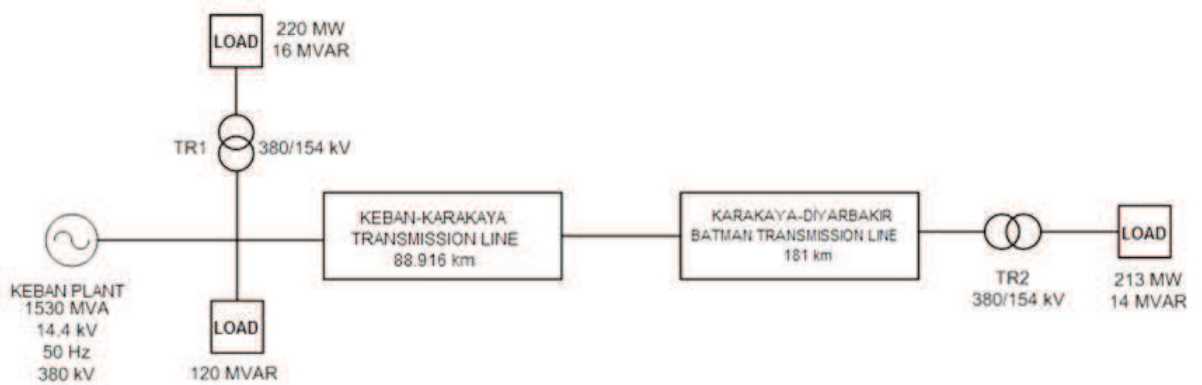 LOAD
220 MW
16 MVAR
TR1
380/154 kV
KEBAN-KARAKAYA
TRANSMISSION LINE
88.916 km
KARAKAYA-DİYARBAKIR
BATMAN TRANSMISSION LINE
181 km
LOAD
TR2
380/154 kV
213 MW
14 MVAR
KEBAN PLANT
1530 MVA
14.4 kV
50 Hz
380 kV
LOAD
120 MVAR